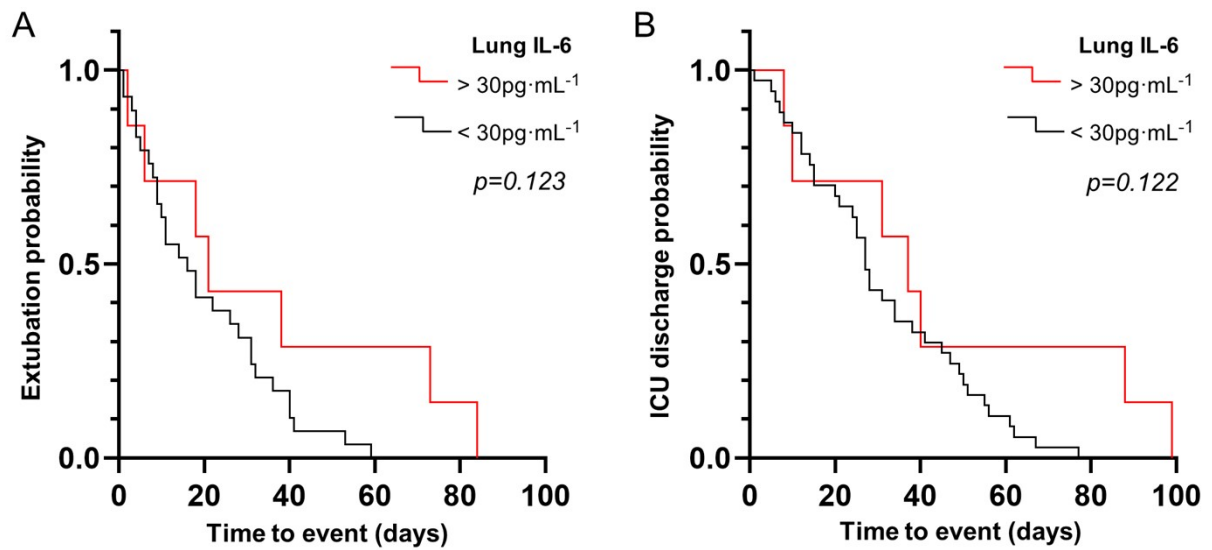 A
Lung IL-6
> 30pg·mL⁻¹
< 30pg·mL⁻¹
p=0.123
Extubation probability
1.0
0.5
0.0
0 20 40 60 80 100
Time to event (days)
B
Lung IL-6
> 30pg·mL⁻¹
< 30pg·mL⁻¹
p=0.122
ICU discharge probability
1.0
0.5
0.0
0 20 40 60 80 100
Time to event (days)